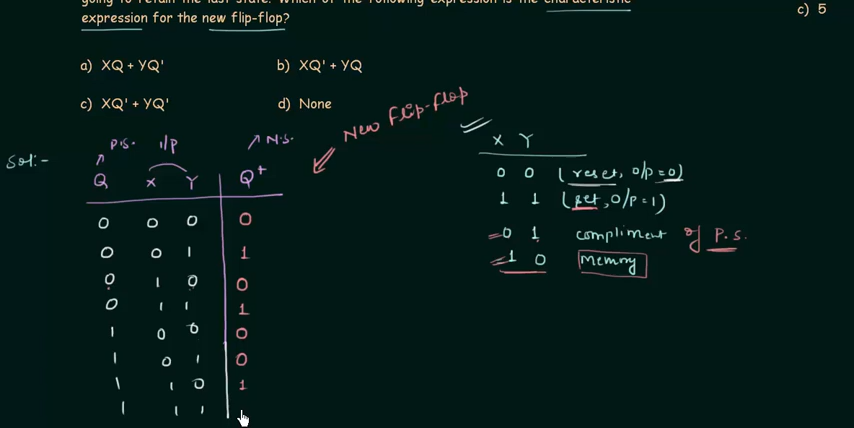 going to retain the last state. Which of the following expression is the characteristic
expression for the new flip-flop?
c) 5
a) XQ + YQ'
b) XQ' + YQ
c) XQ' + YQ'
d) None
New flip-flop
Sol:-
P.S. I/P N.S.
Q X Y Q+
0 0 0 0
0 0 1 1
0 1 0 0
0 1 1 1
1 0 0 0
1 0 1 0
1 1 0 1
1 1 1
X Y
0 0 (reset, O/P = 0)
1 1 (set, O/P = 1)
0 1 compliment of P.S.
1 0 Memory